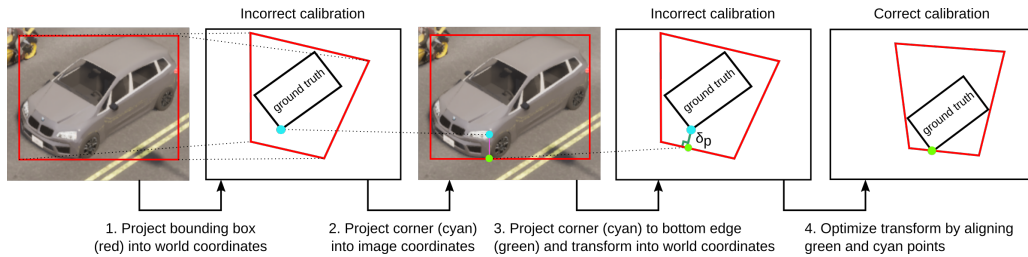 Incorrect calibration
Incorrect calibration
Correct calibration
ground truth
ground truth
δp
ground truth
1. Project bounding box
(red) into world coordinates
2. Project corner (cyan)
into image coordinates
3. Project corner (cyan) to bottom edge
(green) and transform into world coordinates
4. Optimize transform by aligning
green and cyan points